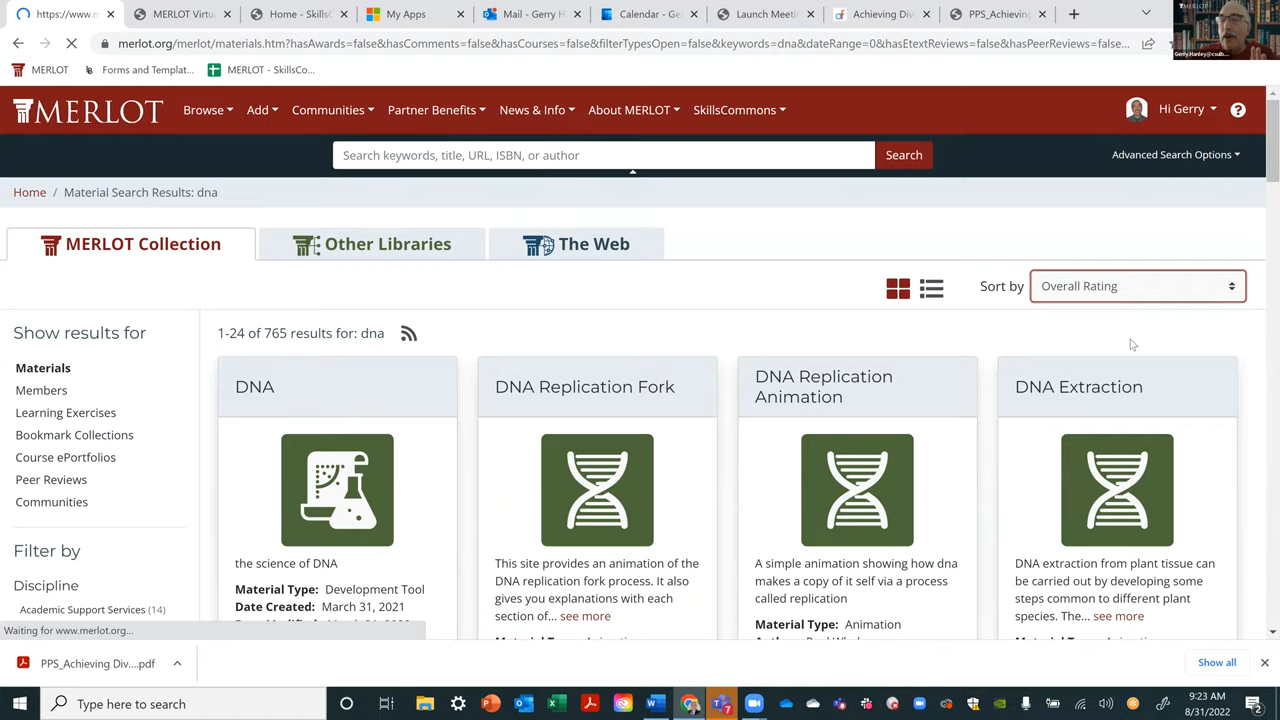 https://www.m
MERLOT Virtu
Home - SkillsC
My Apps
Mail - Gerry H
Calendar - Ge
Launch Meeti
Achieving Div
PPS_Achieving
MERLOT
merlot.org/merlot/materials.htm?hasAwards=false&hasComments=false&hasCourses=false&filterTypesOpen=false&keywords=dna&dateRange=0&hasEtextReviews=false&hasPeerReviews=false...
Gerry.Hanley@csulb....
MERLOT
Forms and Templat...
MERLOT - SkillsCo...
MERLOT
Browse
Add
Communities
Partner Benefits
News & Info
About MERLOT
SkillsCommons
Hi Gerry
?
Search keywords, title, URL, ISBN, or author
Search
Advanced Search Options
Home / Material Search Results: dna
MERLOT Collection
Other Libraries
The Web
Sort by
Overall Rating
Show results for
Materials
Members
Learning Exercises
Bookmark Collections
Course ePortfolios
Peer Reviews
Communities
Filter by
Discipline
Academic Support Services (14)
1-24 of 765 results for: dna
DNA
the science of DNA
Material Type: Development Tool
Date Created: March 31, 2021
DNA Replication Fork
This site provides an animation of the
DNA replication fork process. It also
gives you explanations with each
section of... see more
DNA Replication
Animation
A simple animation showing how dna
makes a copy of it self via a process
called replication
Material Type: Animation
DNA Extraction
DNA extraction from plant tissue can
be carried out by developing some
steps common to different plant
species. The... see more
Waiting for www.merlot.org...
PPS_Achieving Div....pdf
Show all
Type here to search
9:23 AM
8/31/2022
2